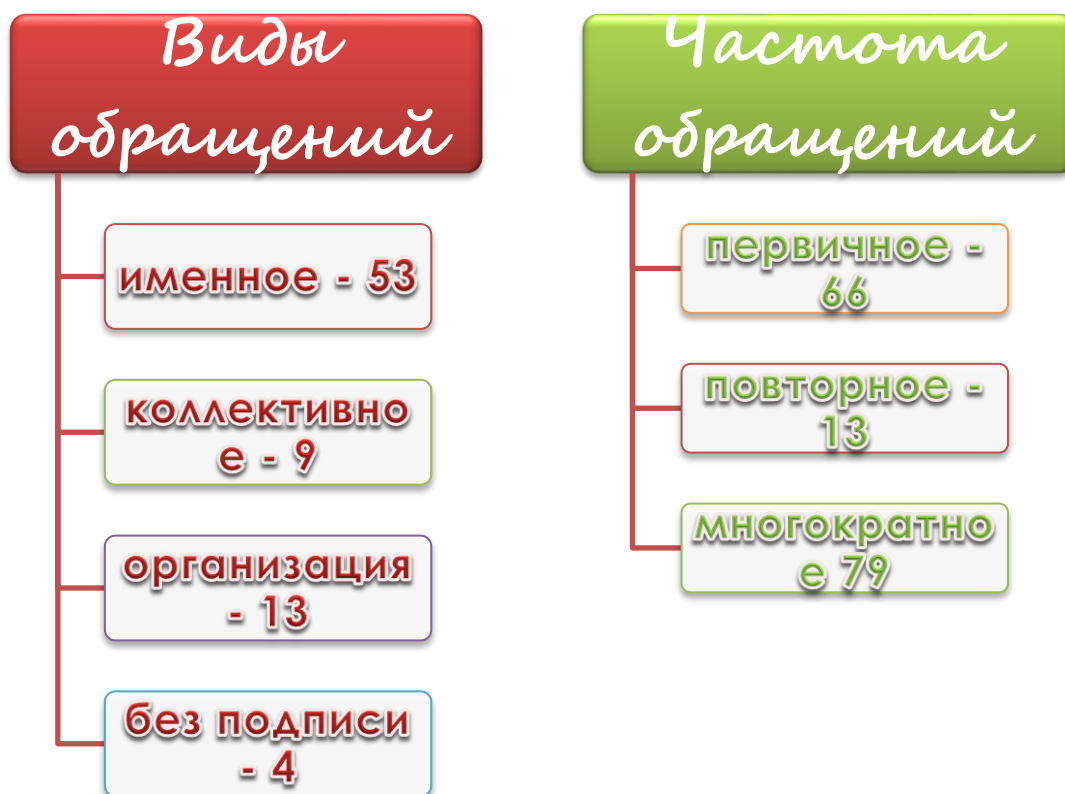 Виды
обращений
именное - 53
коллективно
е - 9
организация
- 13
без подписи
- 4
Частота
обращений
первичное -
66
повторное -
13
многократно
е 79